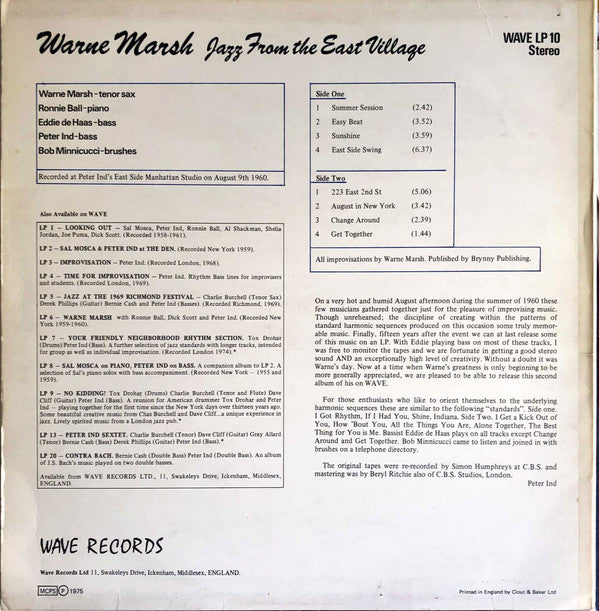 Warne Marsh Jazz From the East Village
WAVE LP 10
Stereo
Warne Marsh-tenor sax
Ronnie Ball-piano
Eddie de Haas-bass
Peter Ind-bass
Bob Minnicucci-brushes
Recorded at Peter Ind's East Side Manhattan Studio on August 9th 1960.
Side One
1 Summer Session (2.42)
2 Easy Beat (3.52)
3 Sunshine (3.59)
4 East Side Swing (6.37)
Side Two
1 223 East 2nd St (5.06)
2 August in New York (3.42)
3 Change Around (2.39)
4 Get Together (1.44)
All improvisations by Warne Marsh. Published by Brynny Publishing.
Also Available on WAVE
LP 1 – LOOKING OUT – Sal Mosca, Peter Ind, Ronnie Ball, Al Shackman, Sheila
Jordan, Joe Puma, Dick Scott. (Recorded 1958-1961).
LP 2 – SAL MOSCA & PETER IND at the DEN. (Recorded New York 1959).
LP 3 – IMPROVISATION – Peter Ind. (Recorded London, 1968).
LP 4 – TIME FOR IMPROVISATION – Peter Ind. Rhythm Bass lines for improvisers
and students. (Recorded London, 1969).
LP 5 – JAZZ AT THE 1969 RICHMOND FESTIVAL – Charlie Burchell (Tenor Sax)
Derek Phillips (Guitar) Bernie Cash and Peter Ind (Basses). (Recorded Richmond, 1969).
LP 6 – WARNE MARSH with Ronnie Ball, Dick Scott and Peter Ind. (Recorded New
York 1959-1960).
LP 7 – YOUR FRIENDLY NEIGHBORHOOD RHYTHM SECTION. Tox Drohar
(Drums) Peter Ind (Bass). A further selection of jazz standards with longer tracks, intended
for group as well as individual improvisation. (Recorded London 1974).*
LP 8 – SAL MOSCA on PIANO, PETER IND on BASS. A companion album to LP 2. A
selection of Sal's piano solos with bass accompaniment. (Recorded New York – 1955 and
1959).
LP 9 – NO KIDDING! Tox Drohar (Drums) Charlie Burchell (Tenor and Flute) Dave
Cliff (Guitar) Peter Ind (Bass). A reunion for American drummer Tox Drohar and Peter
Ind – playing together for the first time since the New York days over thirteen years ago.
Some beautiful creative music from Chas Burchell and Dave Cliff...a unique experience in
jazz. Lively spirited music from a London jazz pub.*
LP 13 – PETER IND SEXTET. Charlie Burchell (Tenor) Dave Cliff (Guitar) Gray Allard
(Tenor) Bernie Cash (Bass) Derek Phillips (Guitar) Peter Ind (Bass).*
LP 20 – CONTRA BACH. Bernie Cash (Double Bass) Peter Ind (Double Bass). An album
of J.S. Bach's music played on two double basses.
Available from WAVE RECORDS LTD., 11, Swakeleys Drive, Ickenham, Middlesex,
ENGLAND.
On a very hot and humid August afternoon during the summer of 1960 these
few musicians gathered together just for the pleasure of improvising music.
Though unrehearsed; the discipline of creating within the patterns of
standard harmonic sequences produced on this occasion some truly memor-
able music. Finally, fifteen years after the event we can at last release some
of this music on an LP. With Eddie playing bass on most of these tracks, I
was free to monitor the tapes and we are fortunate in getting a good stereo
sound AND an exceptionally high level of creativity. Without a doubt it was
Warne's day. Now at a time when Warne's greatness is only beginning to be
more generally appreciated, we are pleased to be able to release this second
album of his on WAVE.
For those enthusiasts who like to orient themselves to the underlying
harmonic sequences these are similar to the following "standards". Side one.
I Got Rhythm, If I Had You, Shine, Indiana. Side Two. I Get a Kick Out of
You, How 'Bout You, All the Things You Are, Alone Together, The Best
Thing for You is Me. Bassist Eddie de Haas plays on all tracks except Change
Around and Get Together. Bob Minnicucci came to listen and joined in with
brushes on a telephone directory.
The original tapes were re-recorded by Simon Humphreys at C.B.S. and
mastering was by Beryl Ritchie also of C.B.S. Studios, London.
Peter Ind
WAVE RECORDS
Wave Records Ltd 11, Swakeleys Drive, Ickenham, Middlesex, ENGLAND.
MCPS Ⓟ 1975
Printed in England by Clout & Baker Ltd